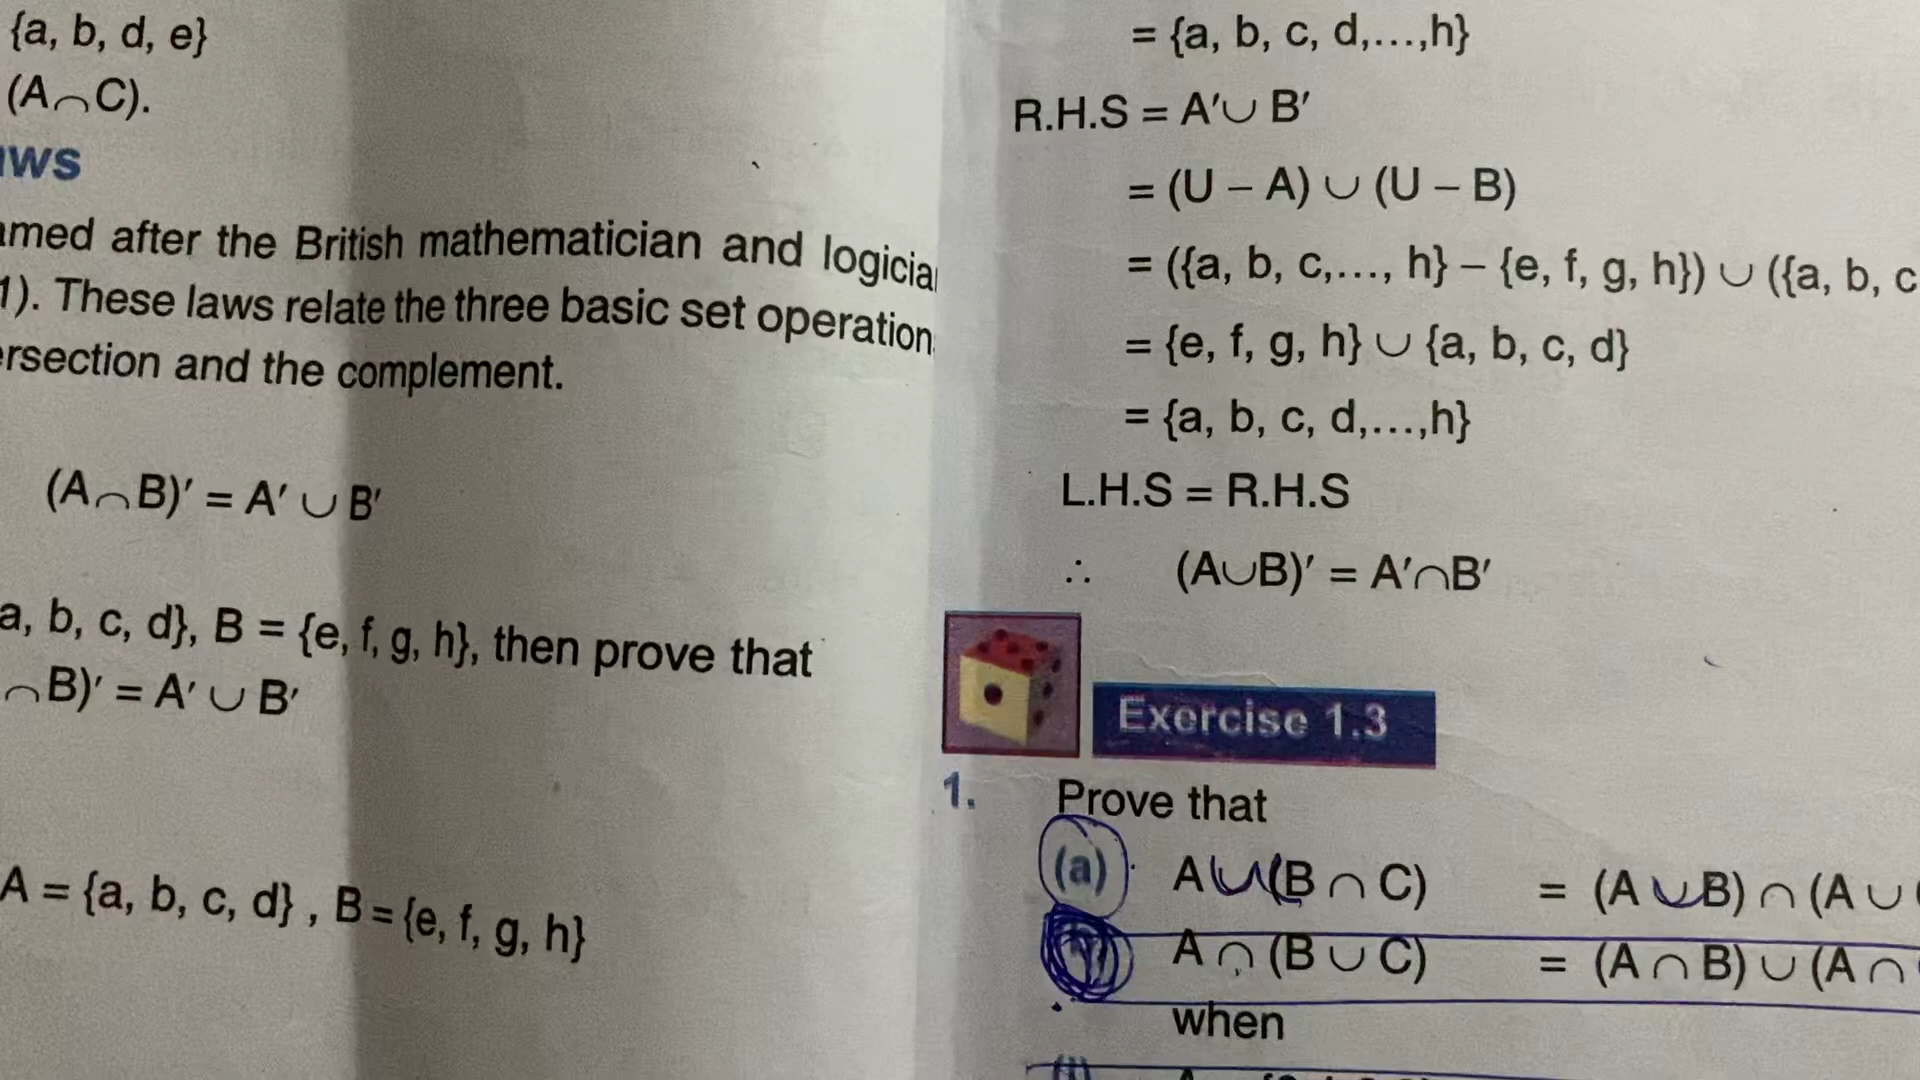 {a, b, d, e}
(A∩C).
ws
amed after the British mathematician and logicia
1). These laws relate the three basic set operation
ersection and the complement.
(A∩B)′ = A′ ∪ B′
a, b, c, d}, B = {e, f, g, h}, then prove that
∩B)′ = A′ ∪ B′
A = {a, b, c, d} , B = {e, f, g, h}
= {a, b, c, d,...,h}
R.H.S = A′∪ B′
= (U – A) ∪ (U – B)
= ({a, b, c,..., h} – {e, f, g, h}) ∪ ({a, b, c
= {e, f, g, h} ∪ {a, b, c, d}
= {a, b, c, d,...,h}
L.H.S = R.H.S
∴ (A∪B)′ = A′∩B′
Exercise 1.3
1. Prove that
(a) A∪(B ∩ C) = (A ∪B) ∩ (A ∪
A ∩ (B ∪ C) = (A ∩ B) ∪ (A ∩
when